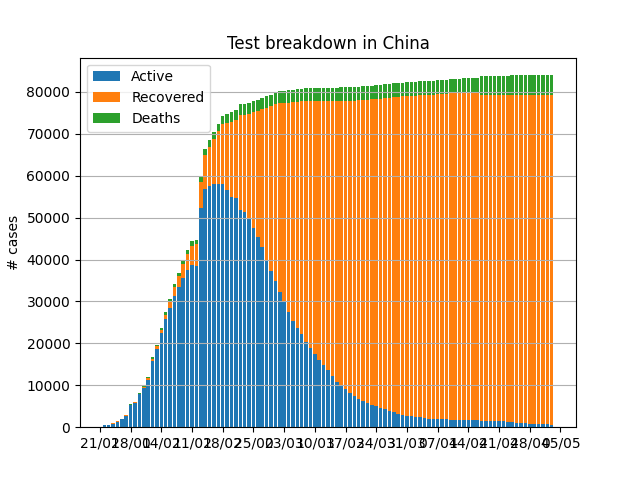 Test breakdown in China
Active
Recovered
Deaths
# cases
80000
70000
60000
50000
40000
30000
20000
10000
0
21/01 28/01 04/02 11/02 18/02 25/02 03/03 10/03 17/03 24/03 31/03 07/04 14/04 21/04 28/04 05/05